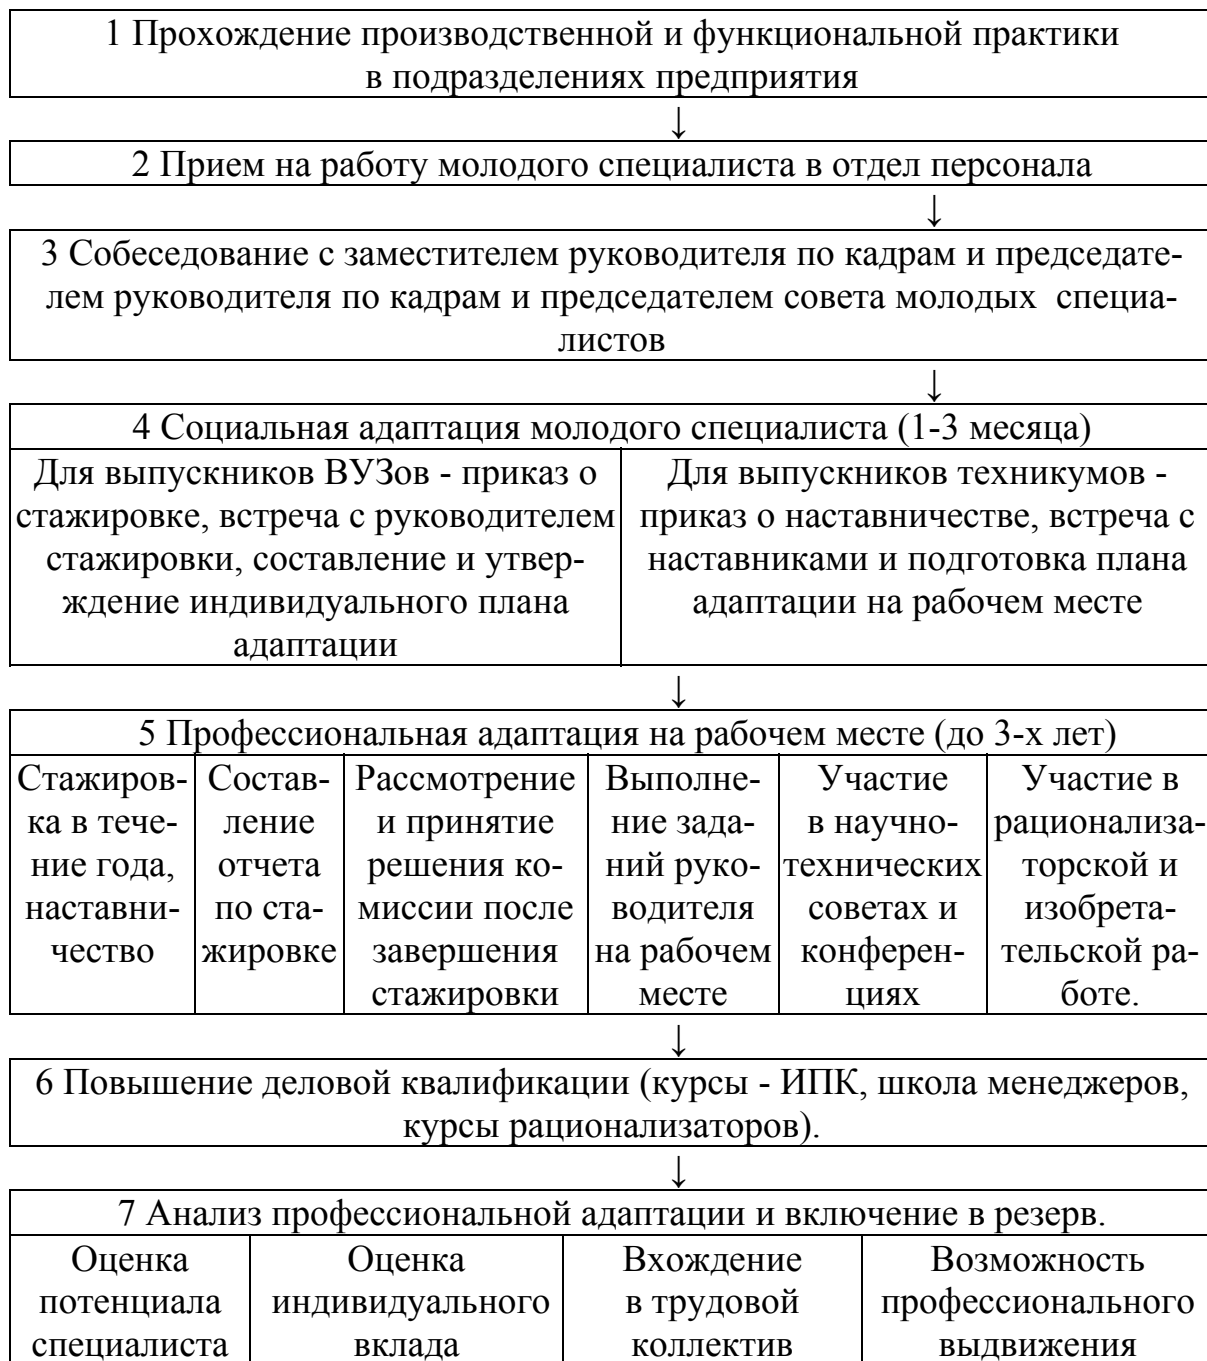 1 Прохождение производственной и функциональной практики
в подразделениях предприятия
↓
2 Прием на работу молодого специалиста в отдел персонала
↓
3 Собеседование с заместителем руководителя по кадрам и председате-
лем руководителя по кадрам и председателем совета молодых специа-
листов
↓
4 Социальная адаптация молодого специалиста (1-3 месяца)
Для выпускников ВУЗов - приказ о
стажировке, встреча с руководителем
стажировки, составление и утвер-
ждение индивидуального плана
адаптации
Для выпускников техникумов -
приказ о наставничестве, встреча с
наставниками и подготовка плана
адаптации на рабочем месте
↓
5 Профессиональная адаптация на рабочем месте (до 3-х лет)
Стажиров-
ка в тече-
ние года,
наставни-
чество
Состав-
ление
отчета
по ста-
жировке
Рассмотрение
и принятие
решения ко-
миссии после
завершения
стажировки
Выполне-
ние зада-
ний руко-
водителя
на рабочем
месте
Участие
в научно-
технических
советах и
конферен-
циях
Участие в
рационализа-
торской и
изобрета-
тельской ра-
боте.
↓
6 Повышение деловой квалификации (курсы - ИПК, школа менеджеров,
курсы рационализаторов).
↓
7 Анализ профессиональной адаптации и включение в резерв.
Оценка
потенциала
специалиста
Оценка
индивидуального
вклада
Вхождение
в трудовой
коллектив
Возможность
профессионального
выдвижения